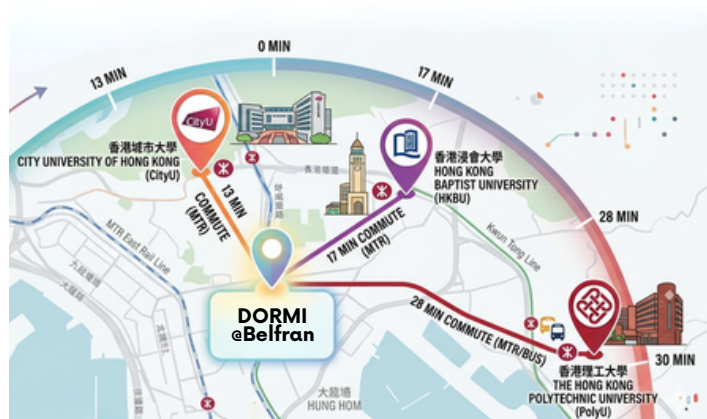 13 MIN
0 MIN
17 MIN
28 MIN
30 MIN
CityU
香港城市大學
CITY UNIVERSITY OF HONG KONG
(CityU)
13 MIN
COMMUTE
(MTR)
香港浸會大學
HONG KONG
BAPTIST UNIVERSITY
(HKBU)
17 MIN COMMUTE
(MTR)
MTR East Rail Line
Kwun Tong Line
DORMI
@Belfran
28 MIN COMMUTE (MTR/BUS)
香港理工大學
THE HONG KONG
POLYTECHNIC UNIVERSITY
(PolyU)
HUNG HOM